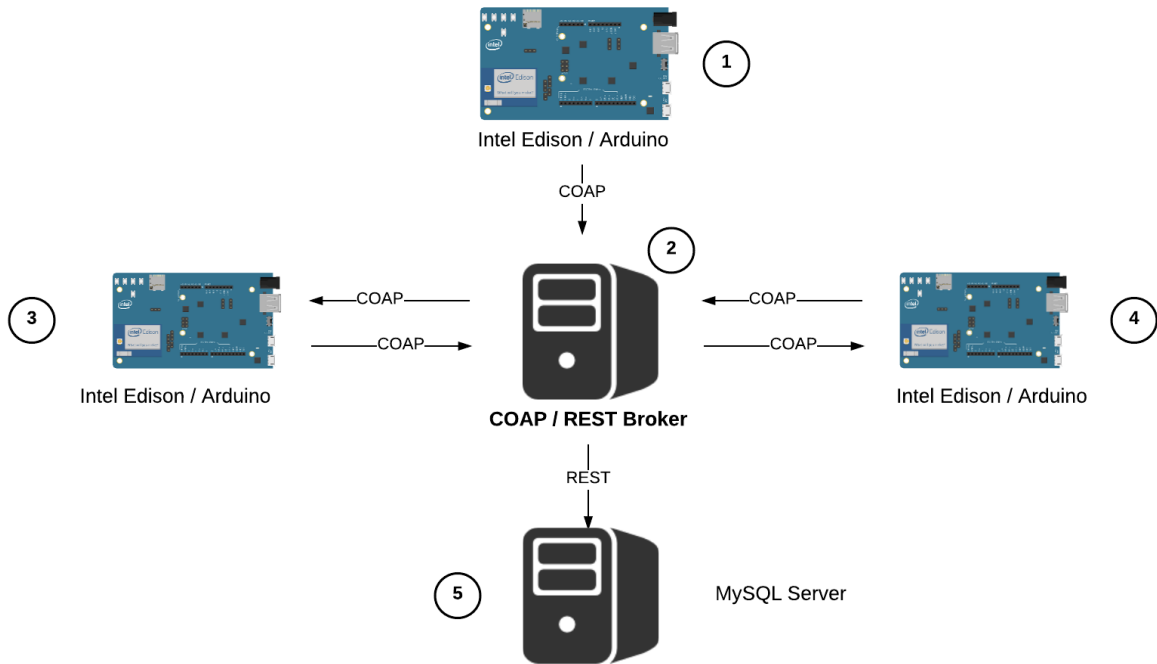 1
Intel Edison / Arduino
COAP
2
COAP
COAP
3
COAP
COAP
4
Intel Edison / Arduino
Intel Edison / Arduino
COAP / REST Broker
REST
5
MySQL Server